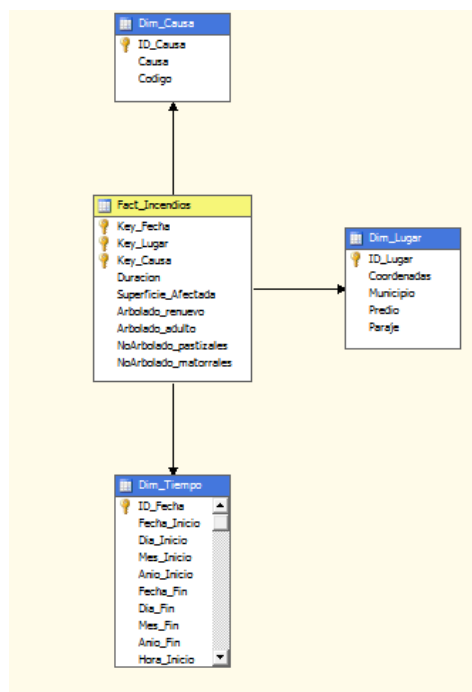 Dim_Causa
ID_Causa
Causa
Codigo
Fact_Incendios
Key_Fecha
Key_Lugar
Key_Causa
Duracion
Superficie_Afectada
Arbolado_renuevo
Arbolado_adulto
NoArbolado_pastizales
NoArbolado_matorrales
Dim_Lugar
ID_Lugar
Coordenadas
Municipio
Predio
Paraje
Dim_Tiempo
ID_Fecha
Fecha_Inicio
Dia_Inicio
Mes_Inicio
Anio_Inicio
Fecha_Fin
Dia_Fin
Mes_Fin
Anio_Fin
Hora_Inicio